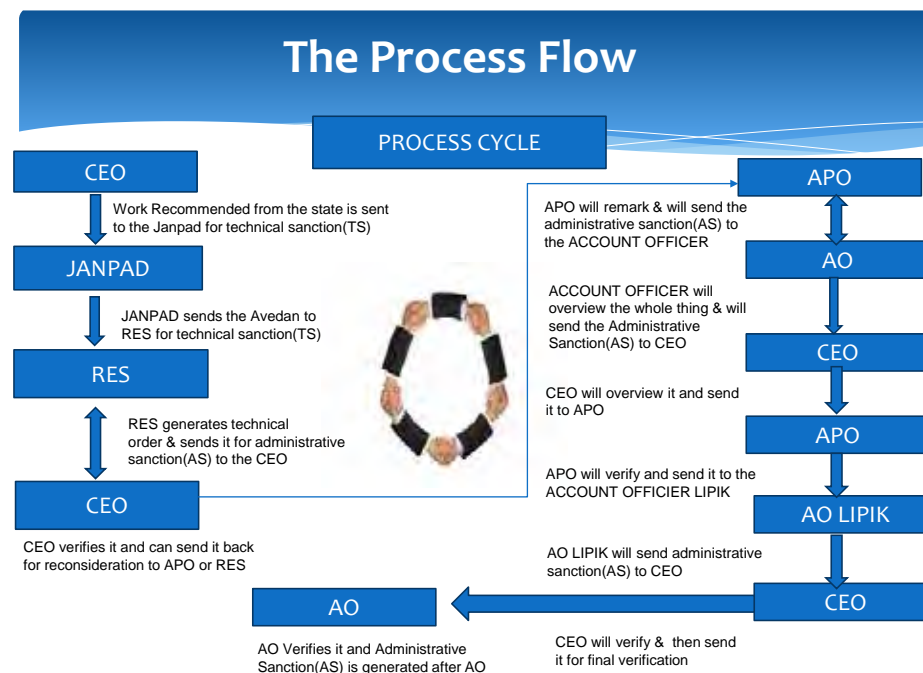 The Process Flow
PROCESS CYCLE
CEO
Work Recommended from the state is sent
to the Janpad for technical sanction(TS)
JANPAD
JANPAD sends the Avedan to
RES for technical sanction(TS)
RES
RES generates technical
order & sends it for administrative
sanction(AS) to the CEO
CEO
CEO verifies it and can send it back
for reconsideration to APO or RES
APO
APO will remark & will send the
administrative sanction(AS) to
the ACCOUNT OFFICER
AO
ACCOUNT OFFICER will
overview the whole thing & will
send the Administrative
Sanction(AS) to CEO
CEO
CEO will overview it and send
it to APO
APO
APO will verify and send it to the
ACCOUNT OFFICIER LIPIK
AO LIPIK
AO LIPIK will send administrative
sanction(AS) to CEO
CEO
CEO will verify & then send
it for final verification
AO
AO Verifies it and Administrative
Sanction(AS) is generated after AO